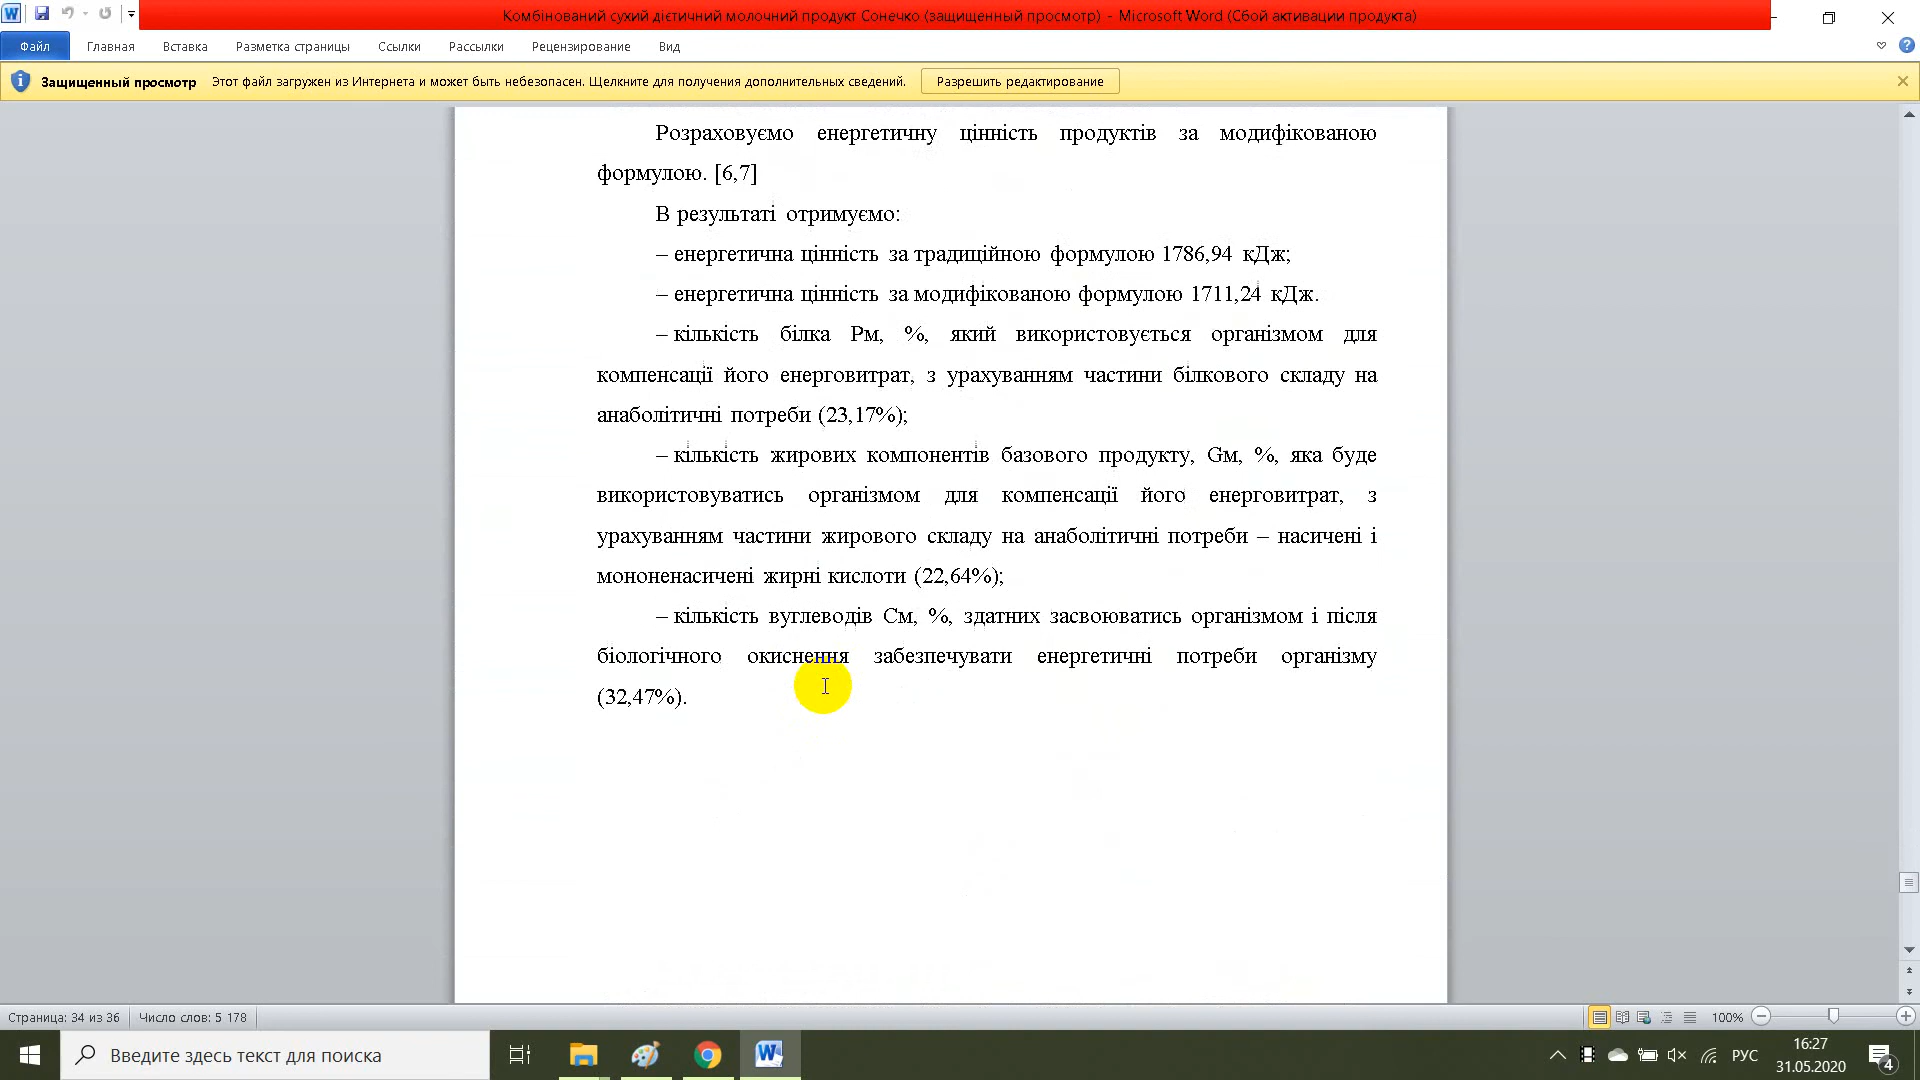 Комбінований сухий дієтичний молочний продукт Сонечко (защищенный просмотр) - Microsoft Word (Сбой активации продукта)
Файл Главная Вставка Разметка страницы Ссылки Рассылки Рецензирование Вид
Защищенный просмотр Этот файл загружен из Интернета и может быть небезопасен. Щелкните для получения дополнительных сведений. Разрешить редактирование
Розраховуємо енергетичну цінність продуктів за модифікованою
формулою. [6,7]
В результаті отримуємо:
– енергетична цінність за традиційною формулою 1786,94 кДж;
– енергетична цінність за модифікованою формулою 1711,24 кДж.
– кількість білка Рм, %, який використовується організмом для
компенсації його енерговитрат, з урахуванням частини білкового складу на
анаболітичні потреби (23,17%);
– кількість жирових компонентів базового продукту, Gм, %, яка буде
використовуватись організмом для компенсації його енерговитрат, з
урахуванням частини жирового складу на анаболітичні потреби – насичені і
мононенасичені жирні кислоти (22,64%);
– кількість вуглеводів См, %, здатних засвоюватись організмом і після
біологічного окиснення забезпечувати енергетичні потреби організму
(32,47%).
Страница: 34 из 36 Число слов: 5 178 100%
Введите здесь текст для поиска
РУС
16:27
31.05.2020
4